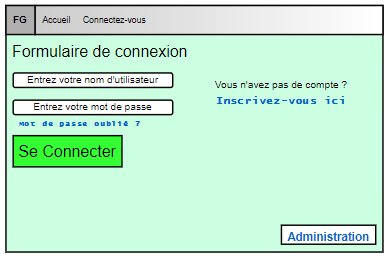 FG Accueil Connectez-vous
Formulaire de connexion
Entrez votre nom d'utilisateur
Vous n'avez pas de compte ?
Inscrivez-vous ici
Entrez votre mot de passe
Mot de passe oublié ?
Se Connecter
Administration